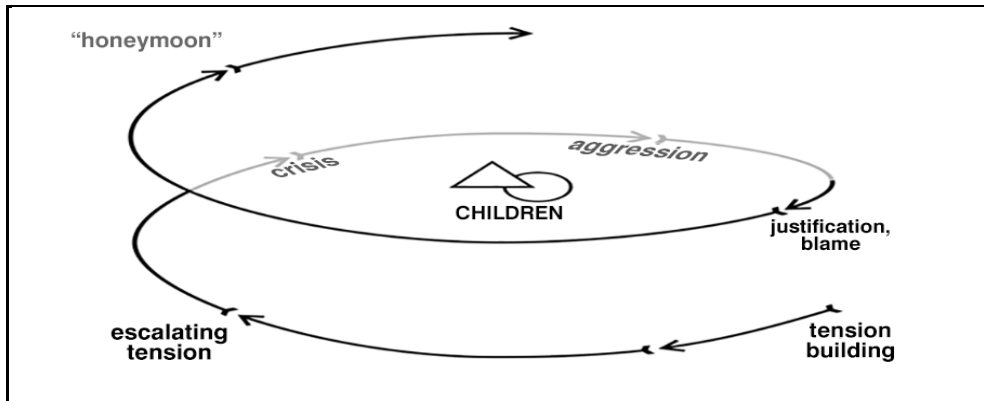 “honeymoon”
crisis
aggression
CHILDREN
justification,
blame
escalating
tension
tension
building